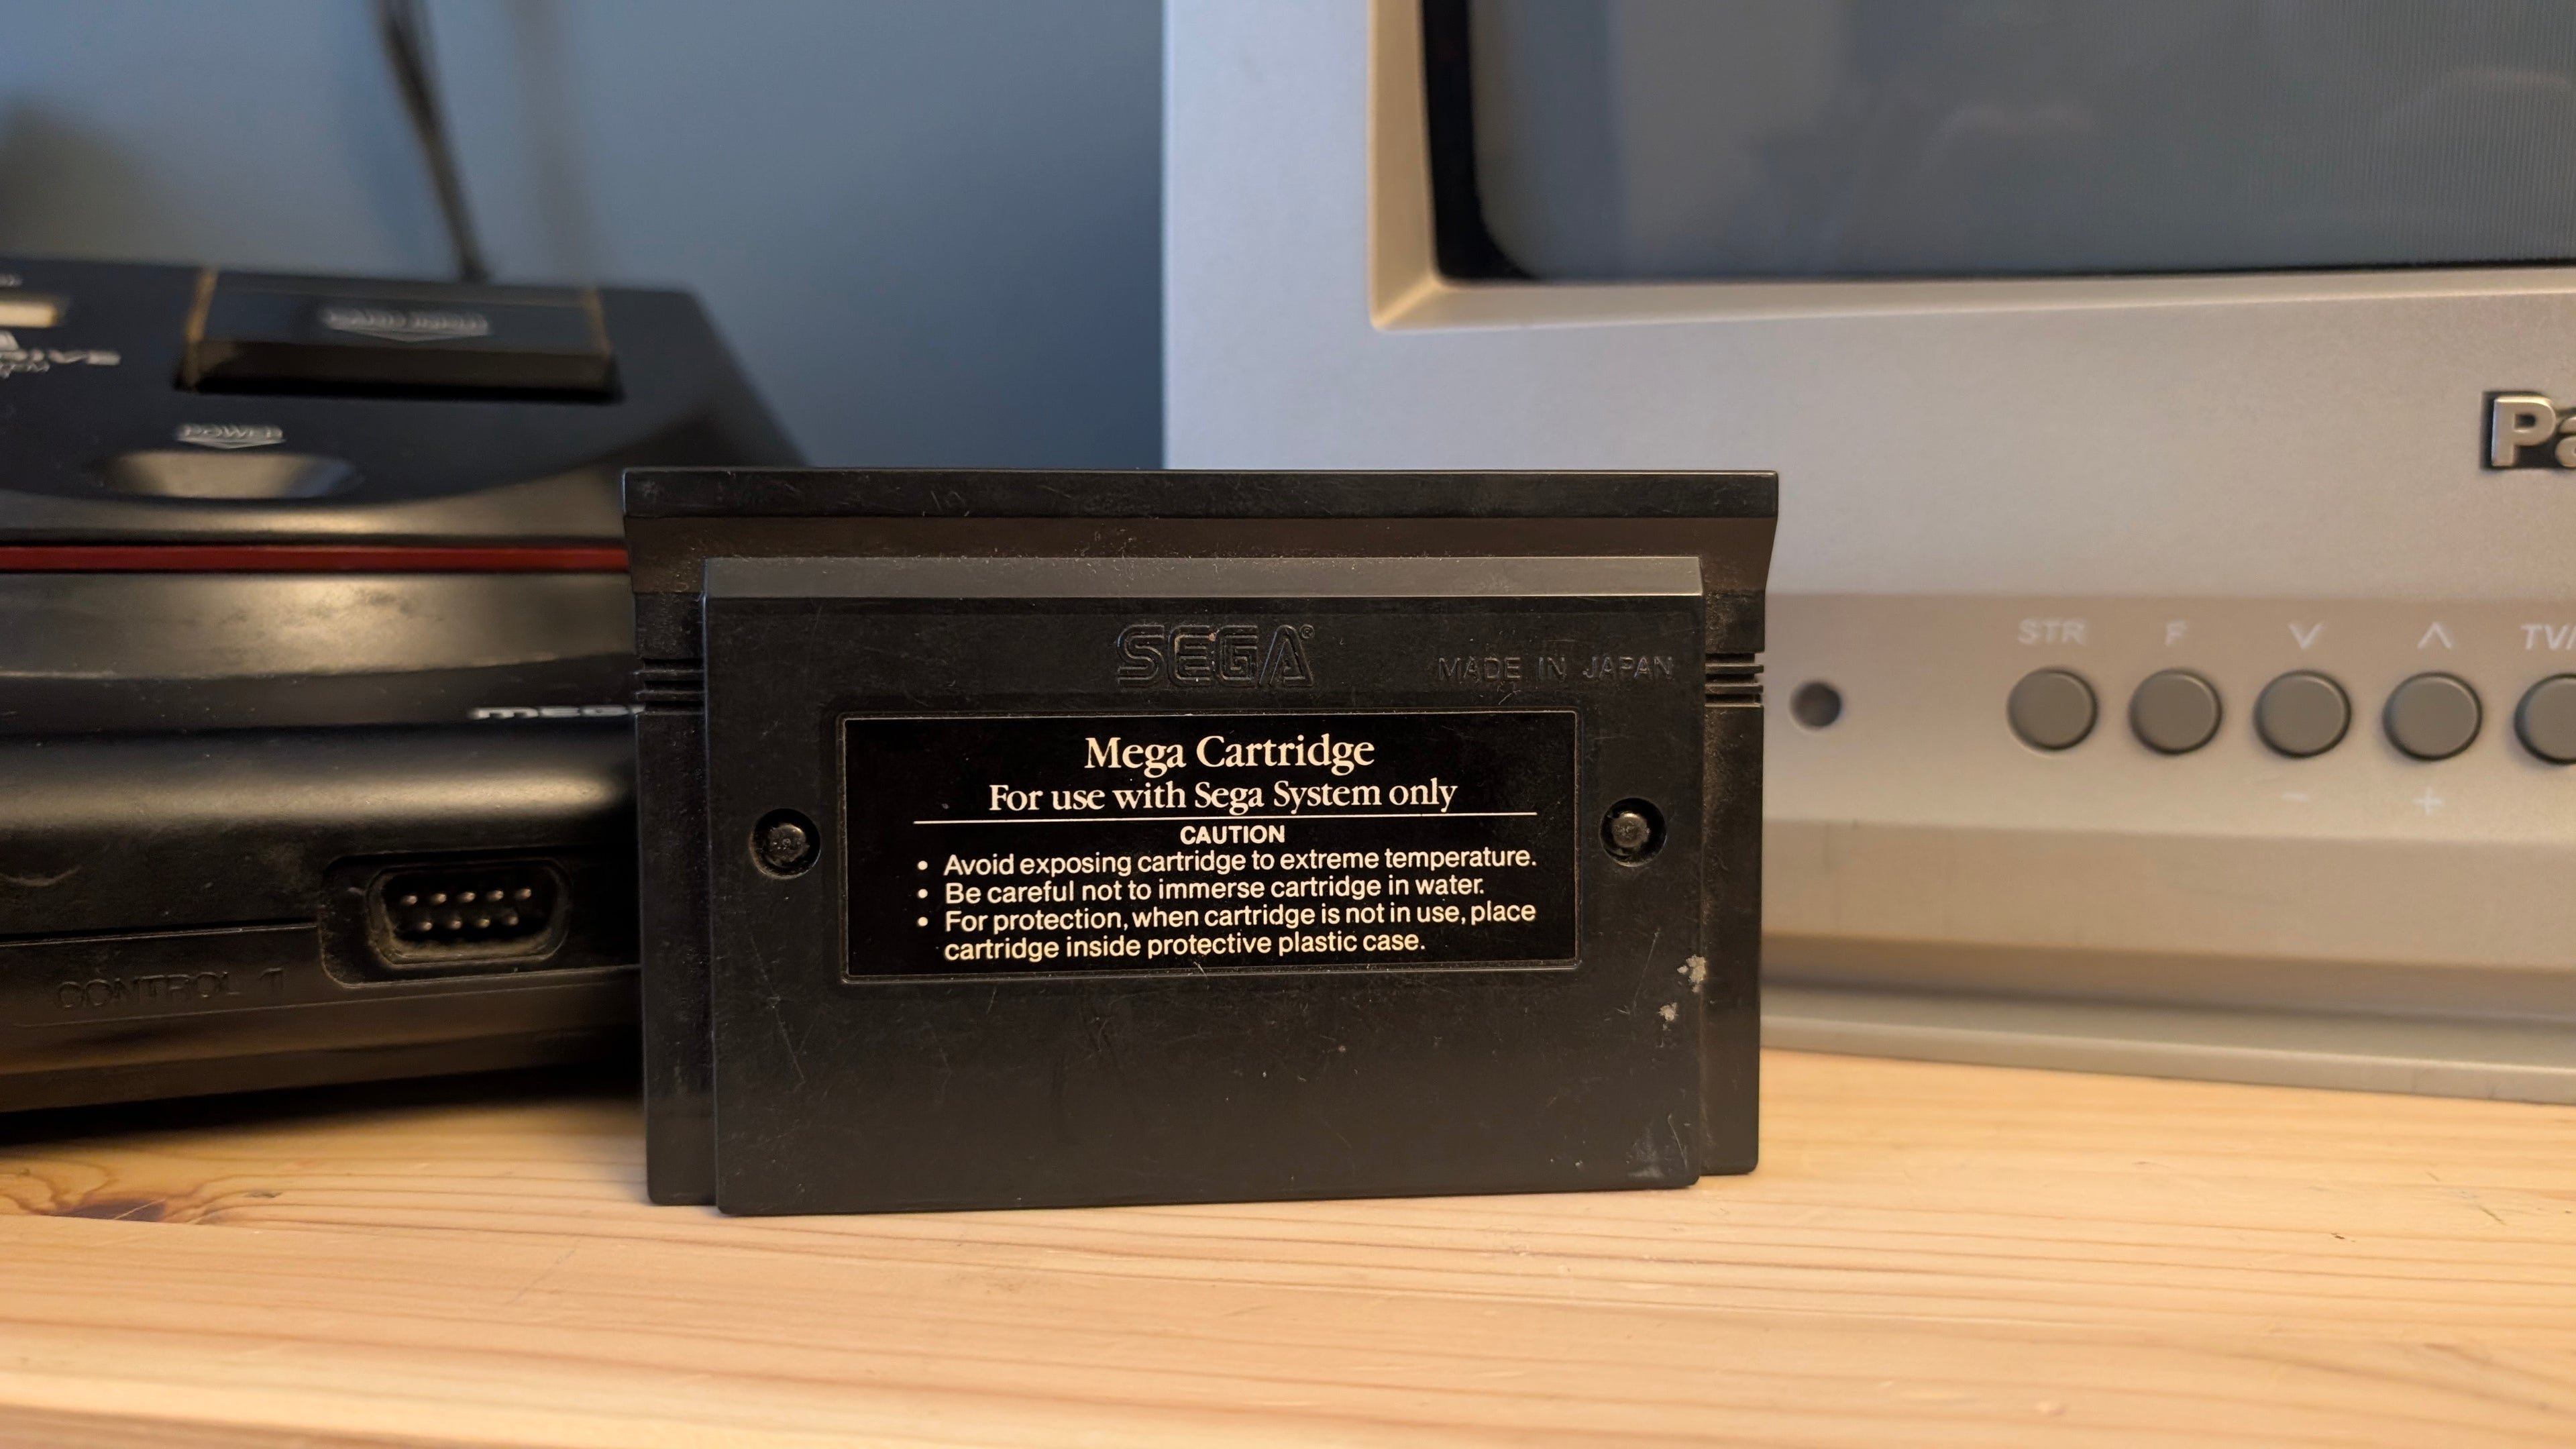 POWER
CONTROL 1
SEGA®
MADE IN JAPAN
Mega Cartridge
For use with Sega System only
CAUTION
• Avoid exposing cartridge to extreme temperature.
• Be careful not to immerse cartridge in water.
• For protection, when cartridge is not in use, place
cartridge inside protective plastic case.
Pa
STR F ∨ ∧ TV/
− +